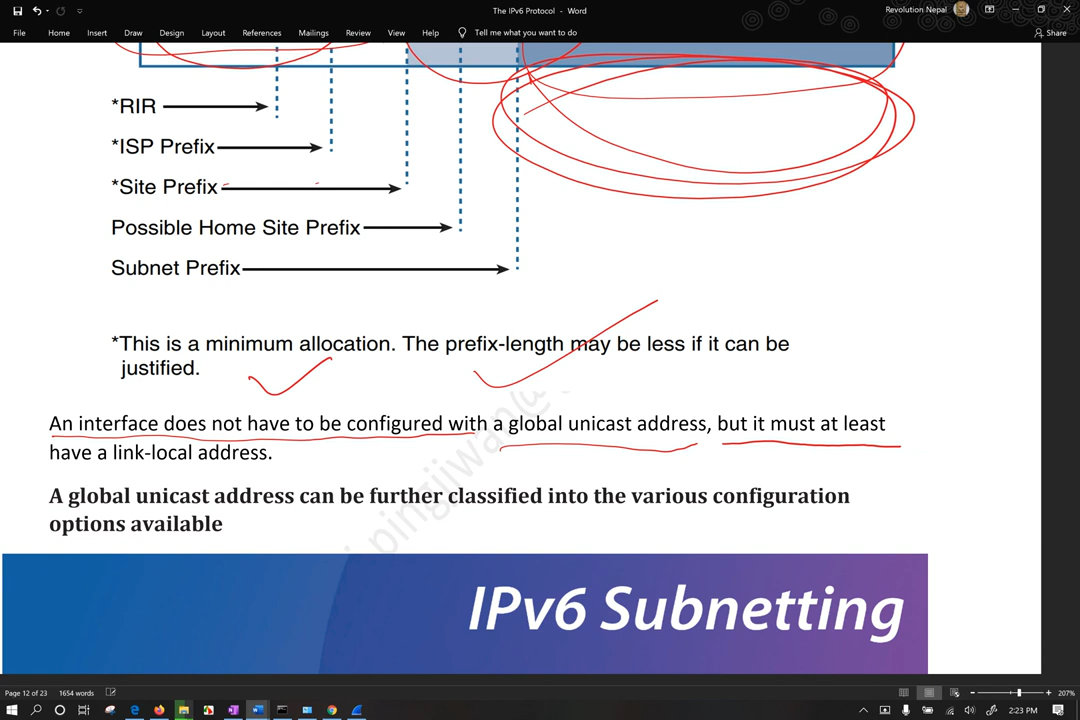 The IPv6 Protocol - Word
Revolution Nepal
File Home Insert Draw Design Layout References Mailings Review View Help Tell me what you want to do Share
*RIR
*ISP Prefix
*Site Prefix
Possible Home Site Prefix
Subnet Prefix
*This is a minimum allocation. The prefix-length may be less if it can be
justified.
An interface does not have to be configured with a global unicast address, but it must at least
have a link-local address.
A global unicast address can be further classified into the various configuration
options available
IPv6 Subnetting
Page 12 of 23 1654 words 207%
2:23 PM